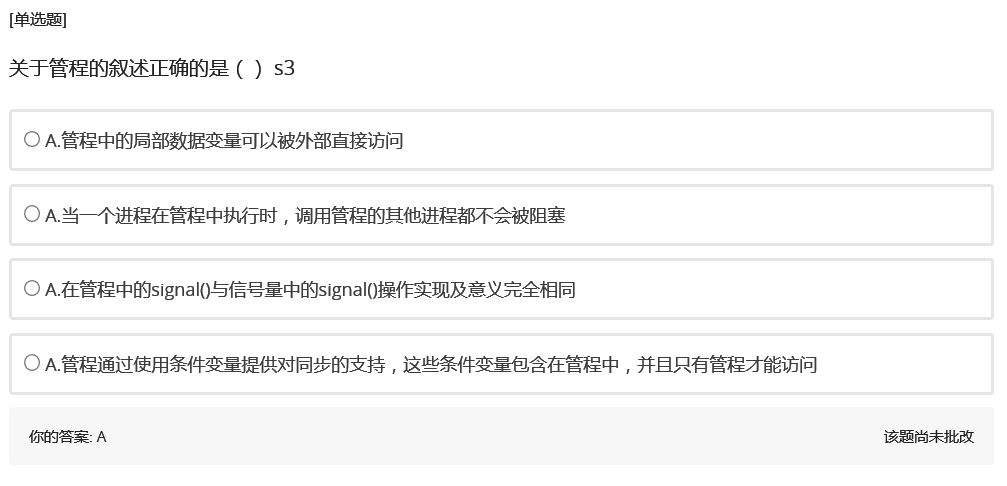 [单选题]
关于管程的叙述正确的是（ ） s3
A.管程中的局部数据变量可以被外部直接访问
A.当一个进程在管程中执行时，调用管程的其他进程都不会被阻塞
A.在管程中的signal()与信号量中的signal()操作实现及意义完全相同
A.管程通过使用条件变量提供对同步的支持，这些条件变量包含在管程中，并且只有管程才能访问
你的答案: A 该题尚未批改